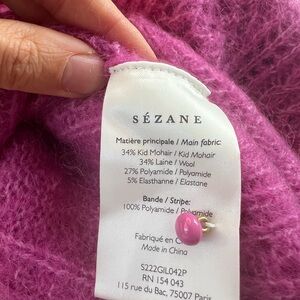 SÉZANE
Matière principale / Main fabric:
34% Kid Mohair / Kid Mohair
34% Laine / Wool
27% Polyamide / Polyamide
5% Elasthanne / Elastane
Bande / Stripe:
100% Polyamide / Polyamide
Fabriqué en
Made in China
S222GIL042P
RN 154 043
115 rue du Bac, 75007 Paris